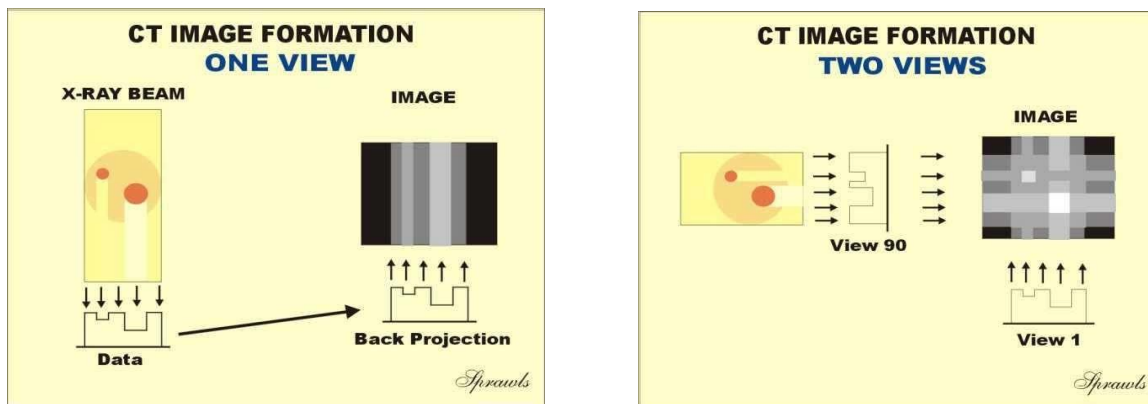 CT IMAGE FORMATION
ONE VIEW
X-RAY BEAM
IMAGE
Data
Back Projection
Sprawls
CT IMAGE FORMATION
TWO VIEWS
IMAGE
View 90
View 1
Sprawls